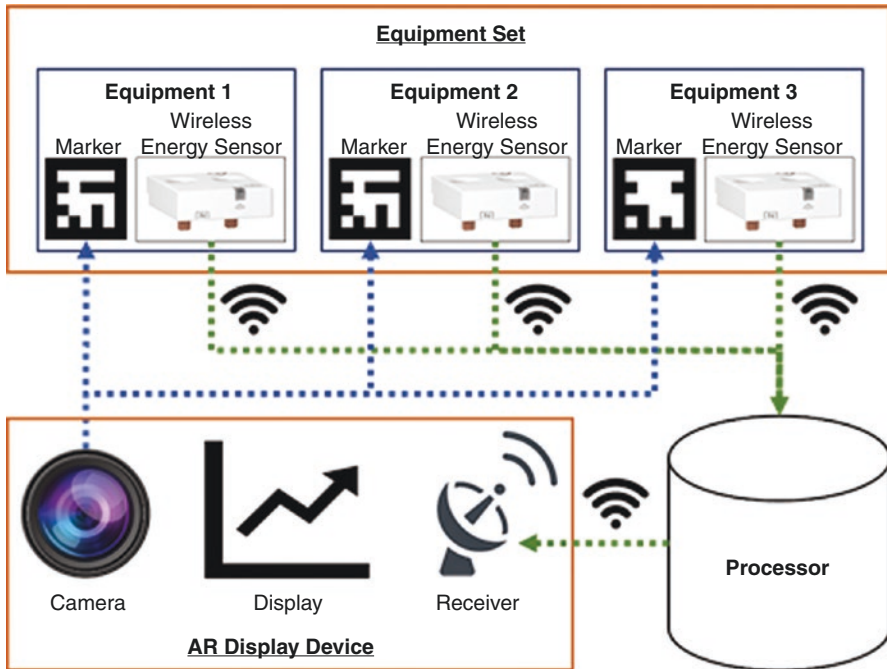 Equipment Set
Equipment 1
Wireless
Marker Energy Sensor
Equipment 2
Wireless
Marker Energy Sensor
Equipment 3
Wireless
Marker Energy Sensor
Processor
Camera
Display
Receiver
AR Display Device